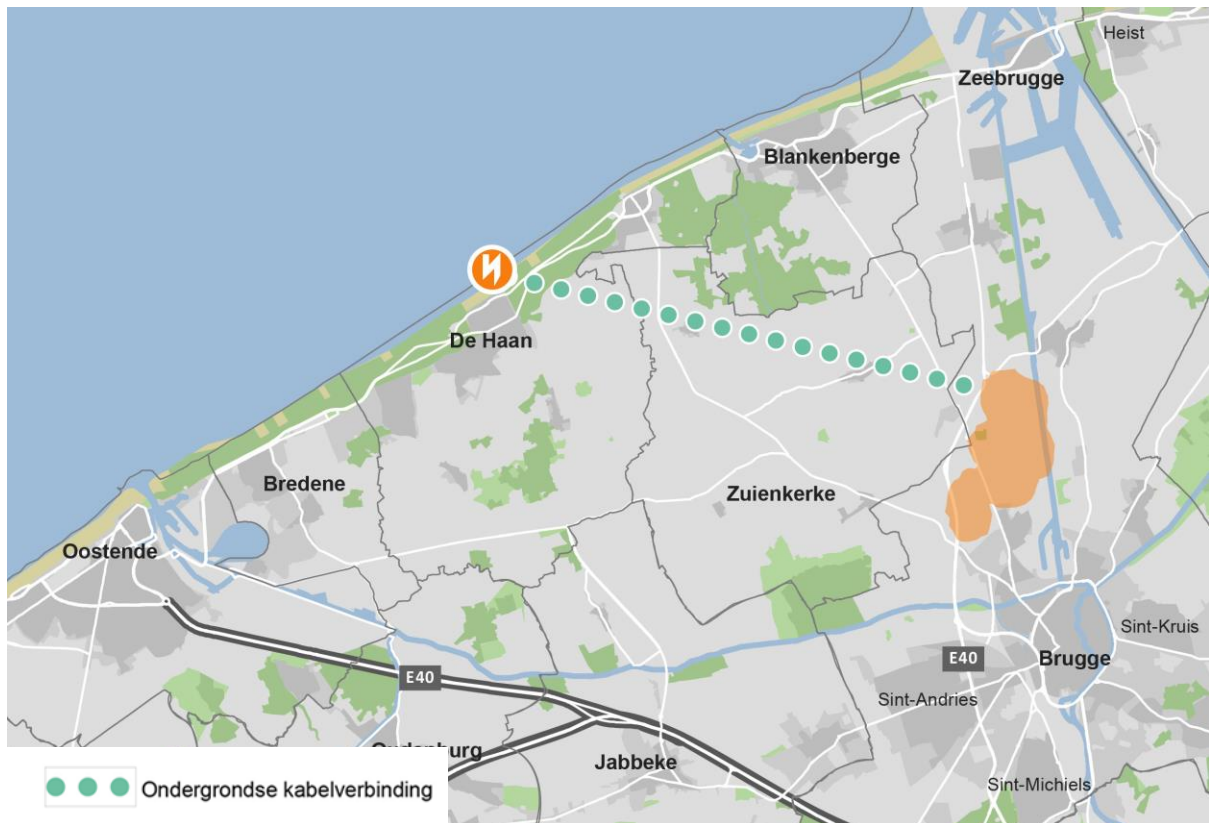 Heist
Zeebrugge
Blankenberge
De Haan
Bredene
Zuienkerke
Oostende
Sint-Kruis
E40
Brugge
E40
Sint-Andries
Oudenburg
Jabbeke
Sint-Michiels
Ondergrondse kabelverbinding